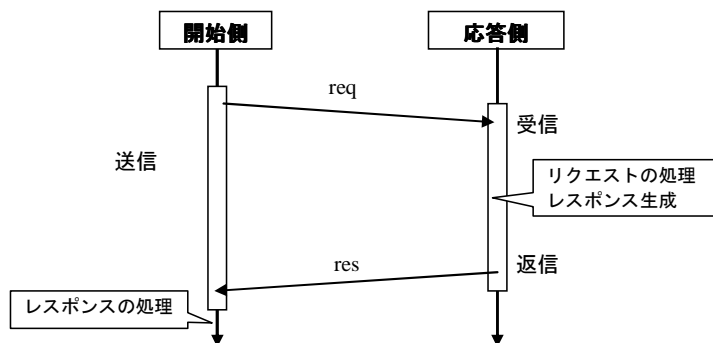 開始側
応答側
req
受信
送信
リクエストの処理
レスポンス生成
res
返信
レスポンスの処理